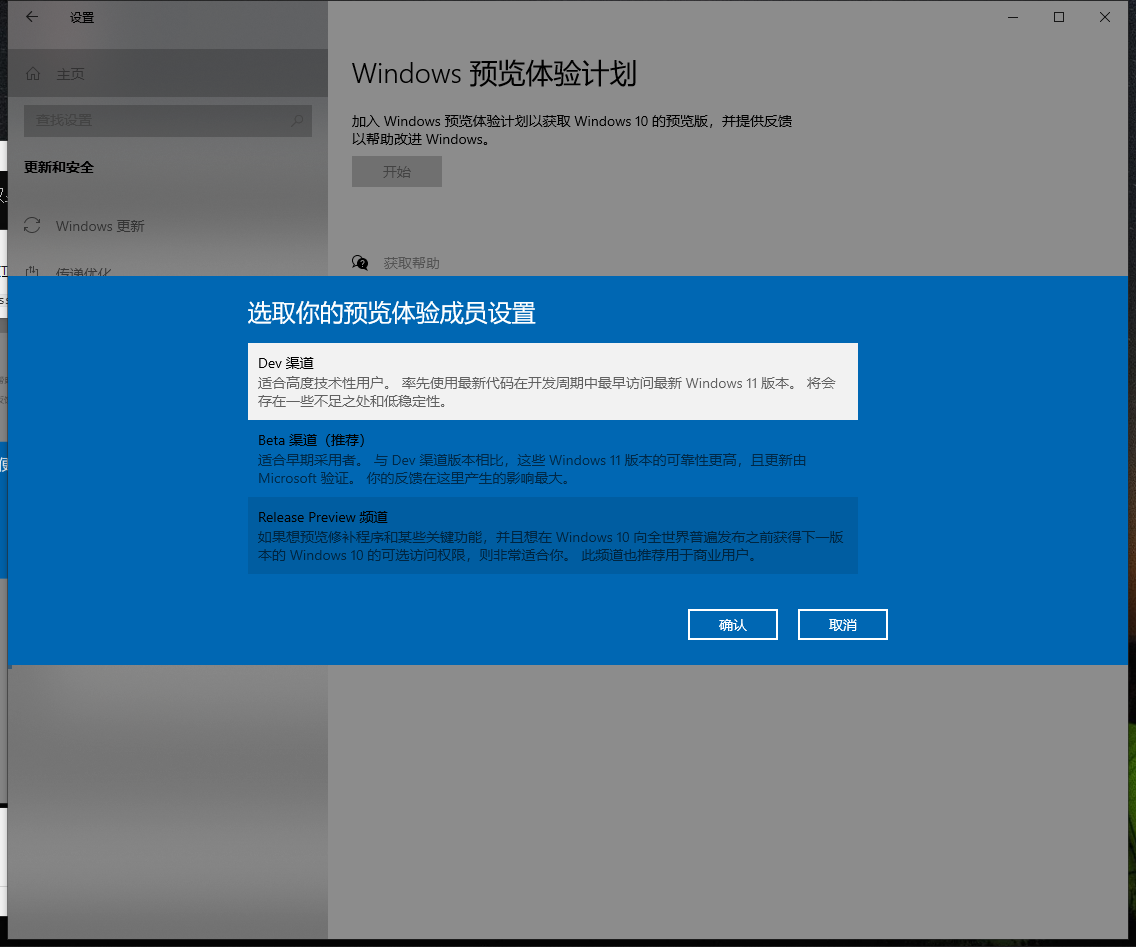 设置
主页
查找设置
更新和安全
Windows 更新
传递优化
Windows 预览体验计划
加入 Windows 预览体验计划以获取 Windows 10 的预览版，并提供反馈
以帮助改进 Windows。
开始
获取帮助
选取你的预览体验成员设置
Dev 渠道
适合高度技术性用户。 率先使用最新代码在开发周期中最早访问最新 Windows 11 版本。 将会
存在一些不足之处和低稳定性。
Beta 渠道（推荐）
适合早期采用者。 与 Dev 渠道版本相比，这些 Windows 11 版本的可靠性更高，且更新由
Microsoft 验证。 你的反馈在这里产生的影响最大。
Release Preview 频道
如果想预览修补程序和某些关键功能，并且想在 Windows 10 向全世界普遍发布之前获得下一版
本的 Windows 10 的可选访问权限，则非常适合你。 此频道也推荐用于商业用户。
确认
取消